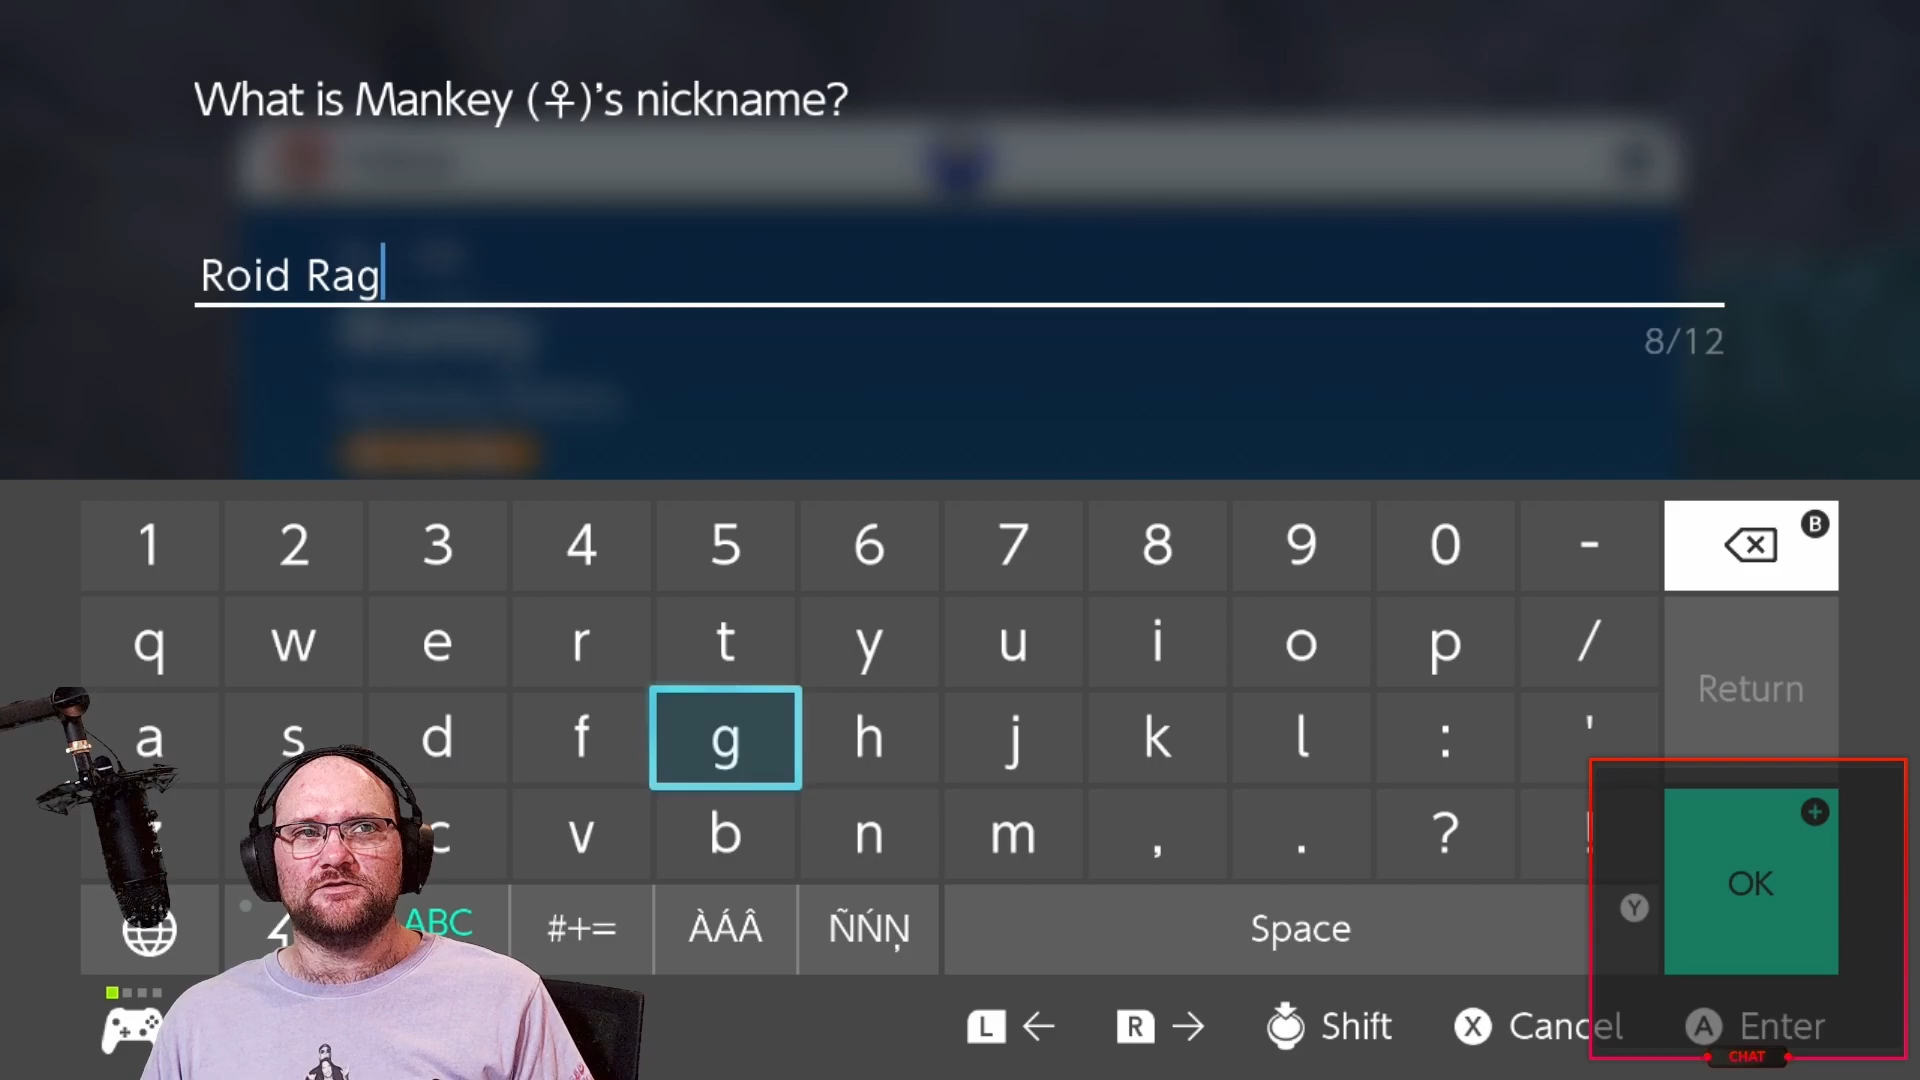 What is Mankey (♀)'s nickname?
Roid Rag
8/12
1 2 3 4 5 6 7 8 9 0 -
B
q w e r t y u i o p /
Return
a s d f g h j k l : '
c v b n m , . ? !
+
OK
ABC #+= ÀÁÂ ÑŃŅ Space Y
L ← R → Shift X Cancel A Enter
CHAT